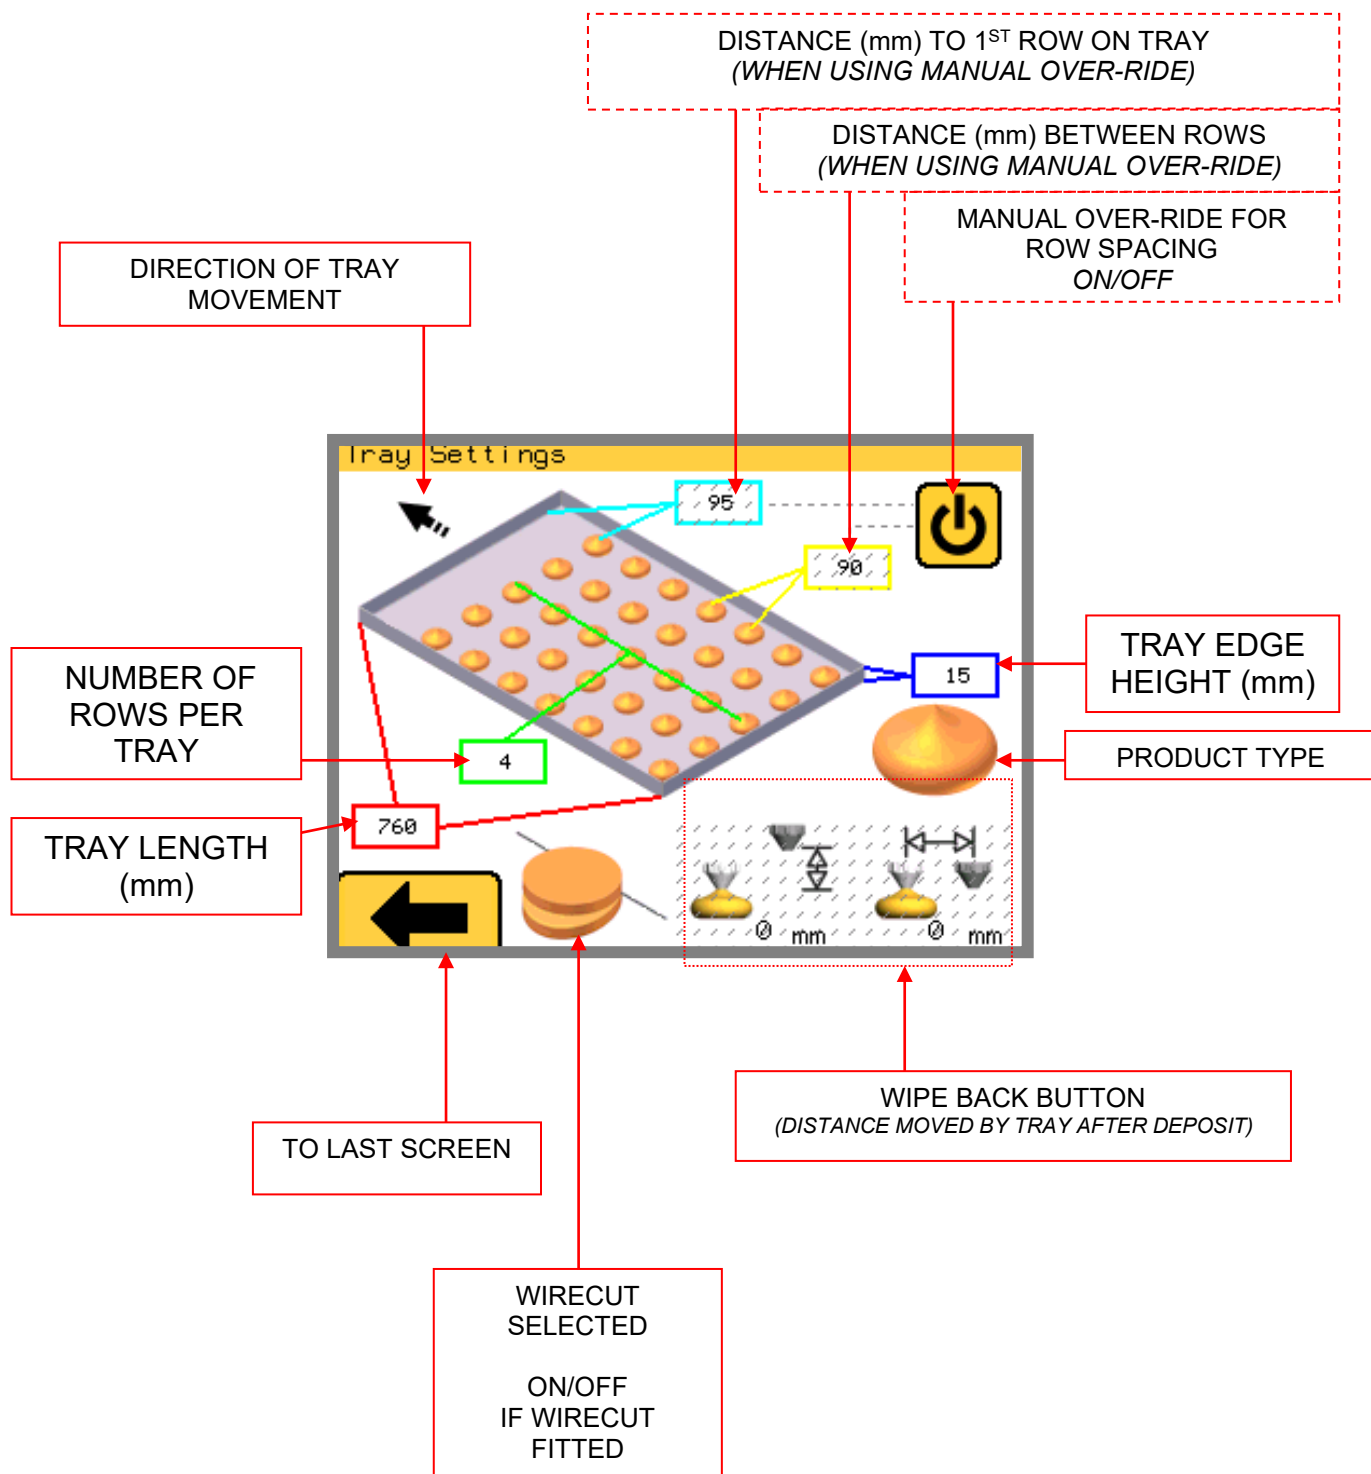 DISTANCE (mm) TO 1ST ROW ON TRAY
(WHEN USING MANUAL OVER-RIDE)
DISTANCE (mm) BETWEEN ROWS
(WHEN USING MANUAL OVER-RIDE)
MANUAL OVER-RIDE FOR
ROW SPACING
ON/OFF
DIRECTION OF TRAY
MOVEMENT
Tray Settings
95
90
15
TRAY EDGE
HEIGHT (mm)
NUMBER OF
ROWS PER
TRAY
4
PRODUCT TYPE
760
TRAY LENGTH
(mm)
0 mm
0 mm
WIPE BACK BUTTON
(DISTANCE MOVED BY TRAY AFTER DEPOSIT)
TO LAST SCREEN
WIRECUT
SELECTED
ON/OFF
IF WIRECUT
FITTED